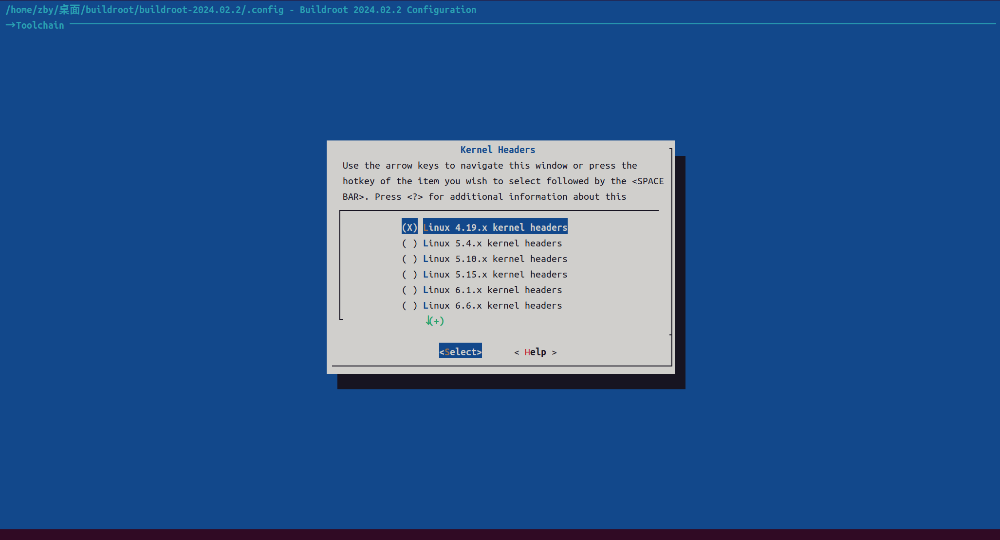 /home/zby/桌面/buildroot/buildroot-2024.02.2/.config - Buildroot 2024.02.2 Configuration
→Toolchain
Kernel Headers
Use the arrow keys to navigate this window or press the
hotkey of the item you wish to select followed by the <SPACE
BAR>. Press <?> for additional information about this
(X) Linux 4.19.x kernel headers
( ) Linux 5.4.x kernel headers
( ) Linux 5.10.x kernel headers
( ) Linux 5.15.x kernel headers
( ) Linux 6.1.x kernel headers
( ) Linux 6.6.x kernel headers
↓(+)
<Select> < Help >